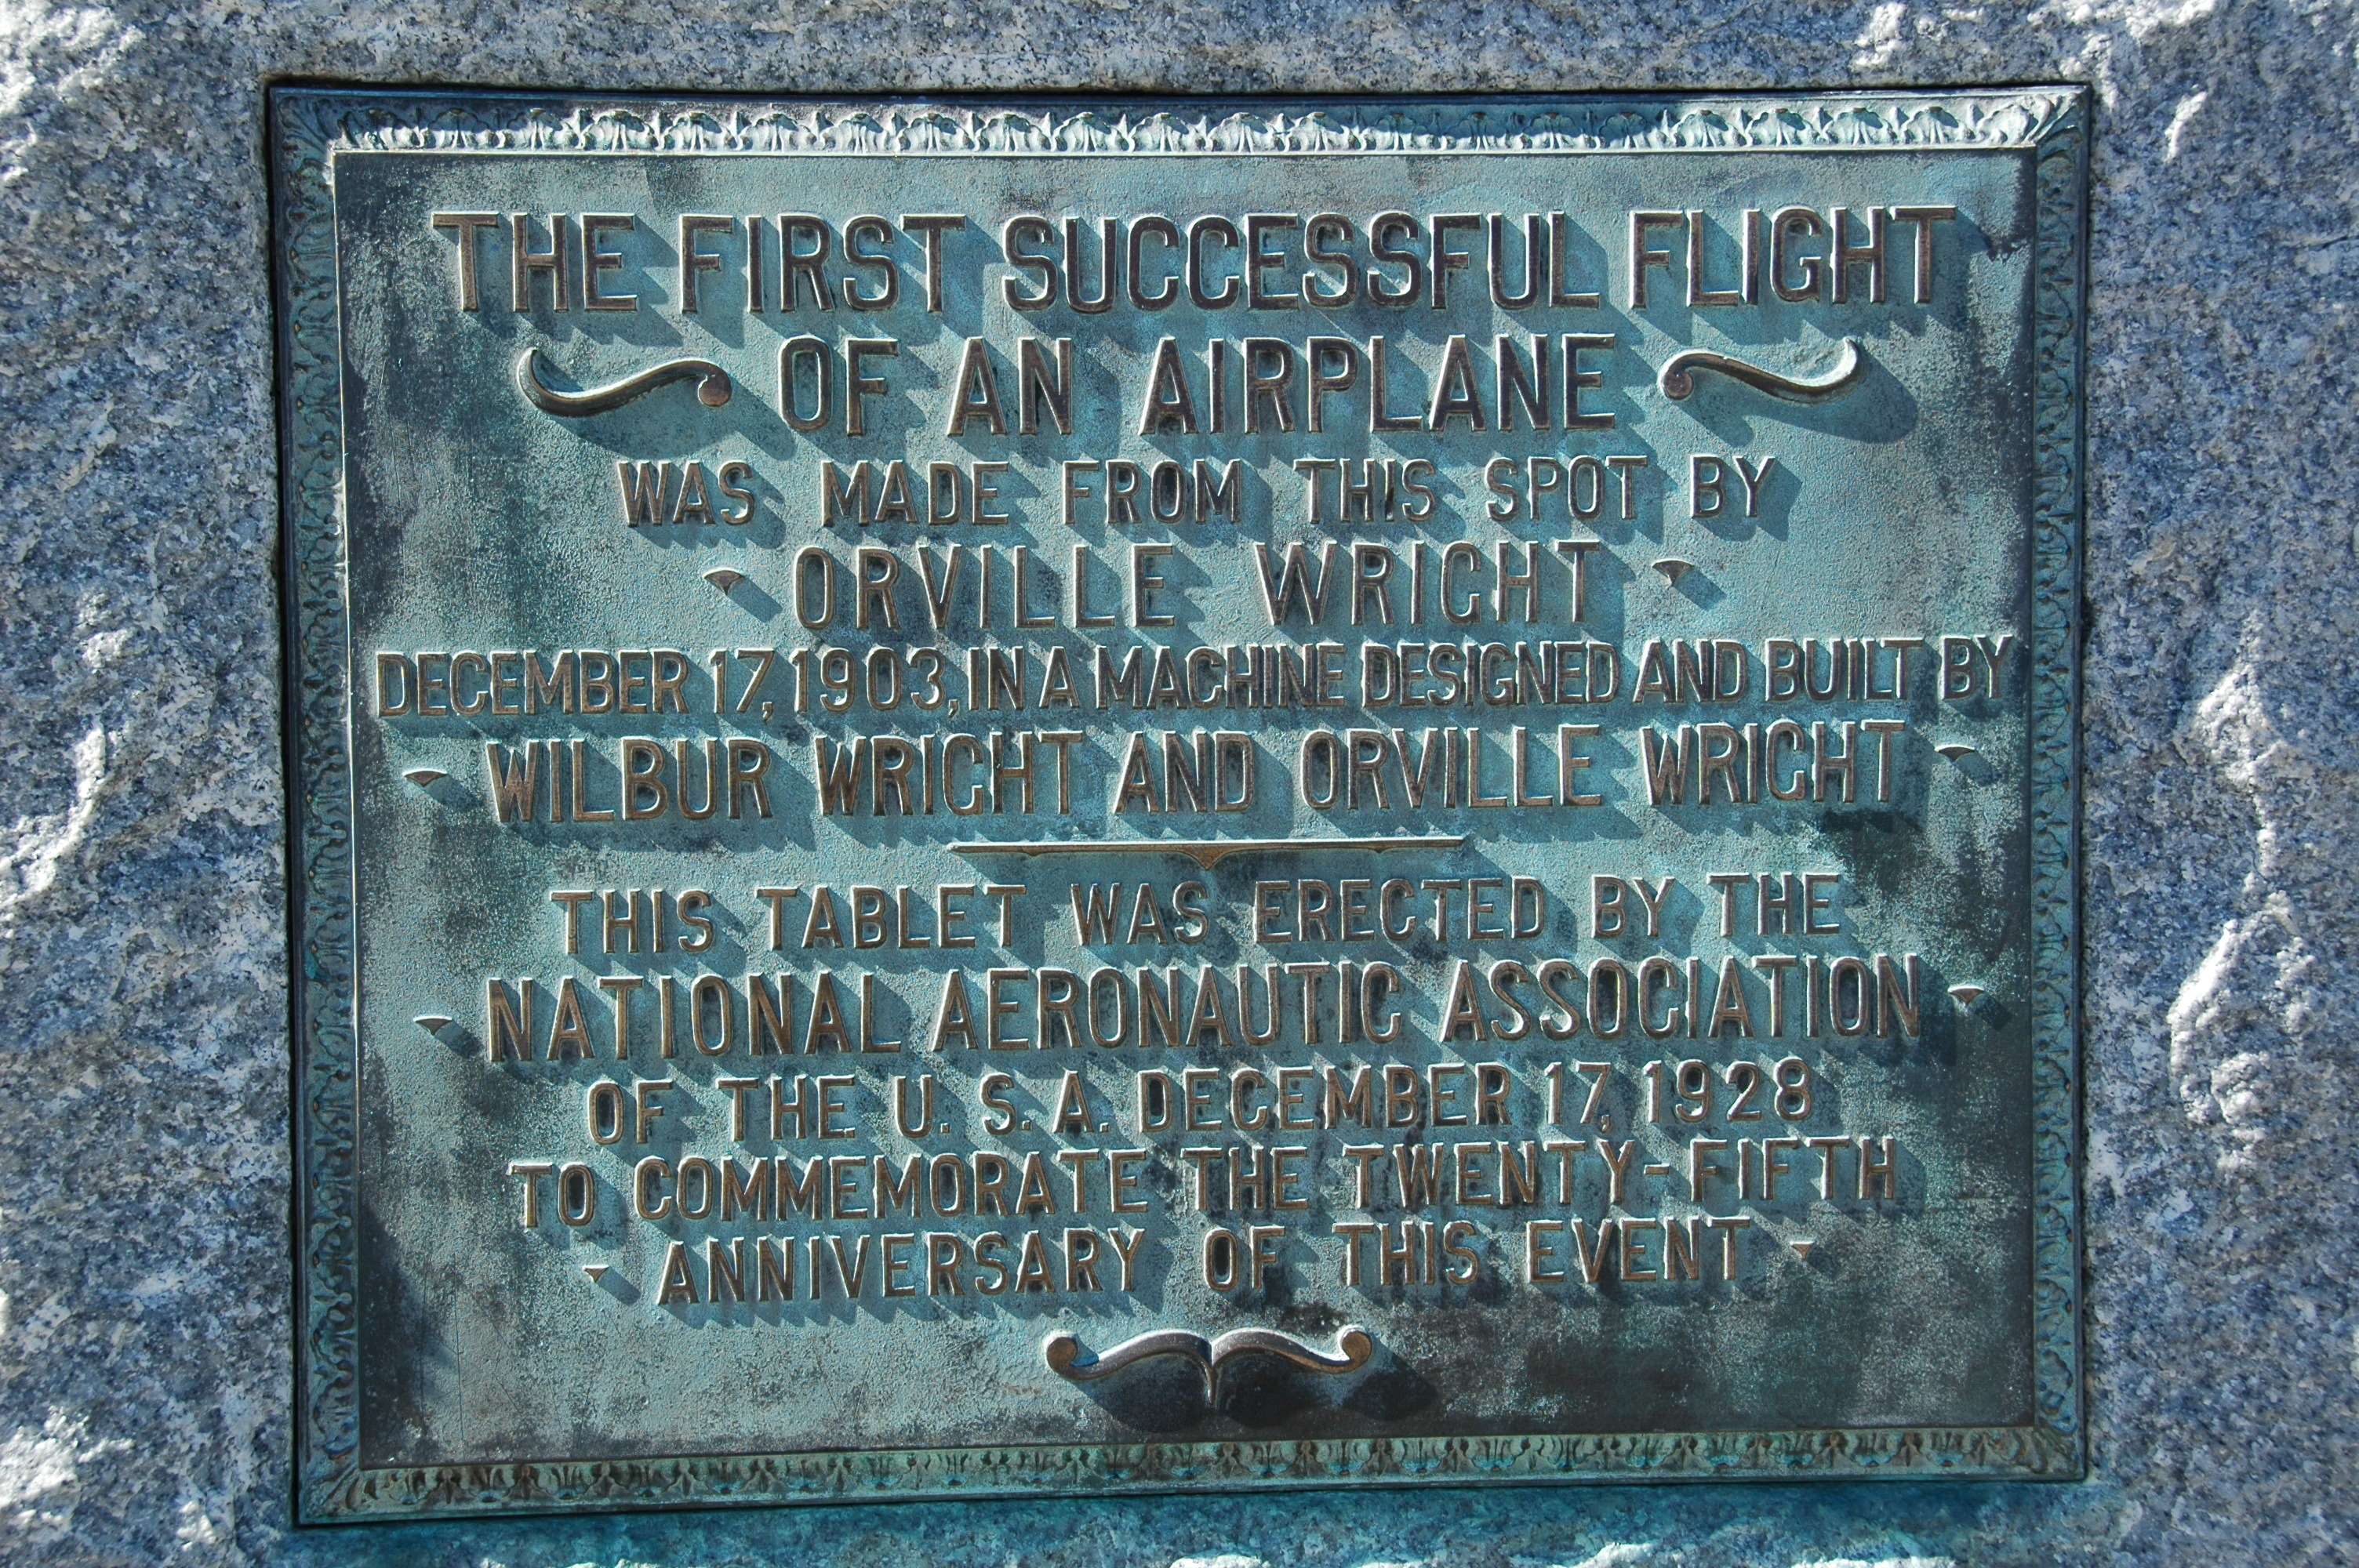 THE FIRST SUCCESSFUL FLIGHT
OF AN AIRPLANE
WAS MADE FROM THIS SPOT BY
ORVILLE WRIGHT
DECEMBER 17, 1903, IN A MACHINE DESIGNED AND BUILT BY
WILBUR WRIGHT AND ORVILLE WRIGHT
THIS TABLET WAS ERECTED BY THE
NATIONAL AERONAUTIC ASSOCIATION
OF THE U. S. A. DECEMBER 17, 1928
TO COMMEMORATE THE TWENTY-FIFTH
ANNIVERSARY OF THIS EVENT